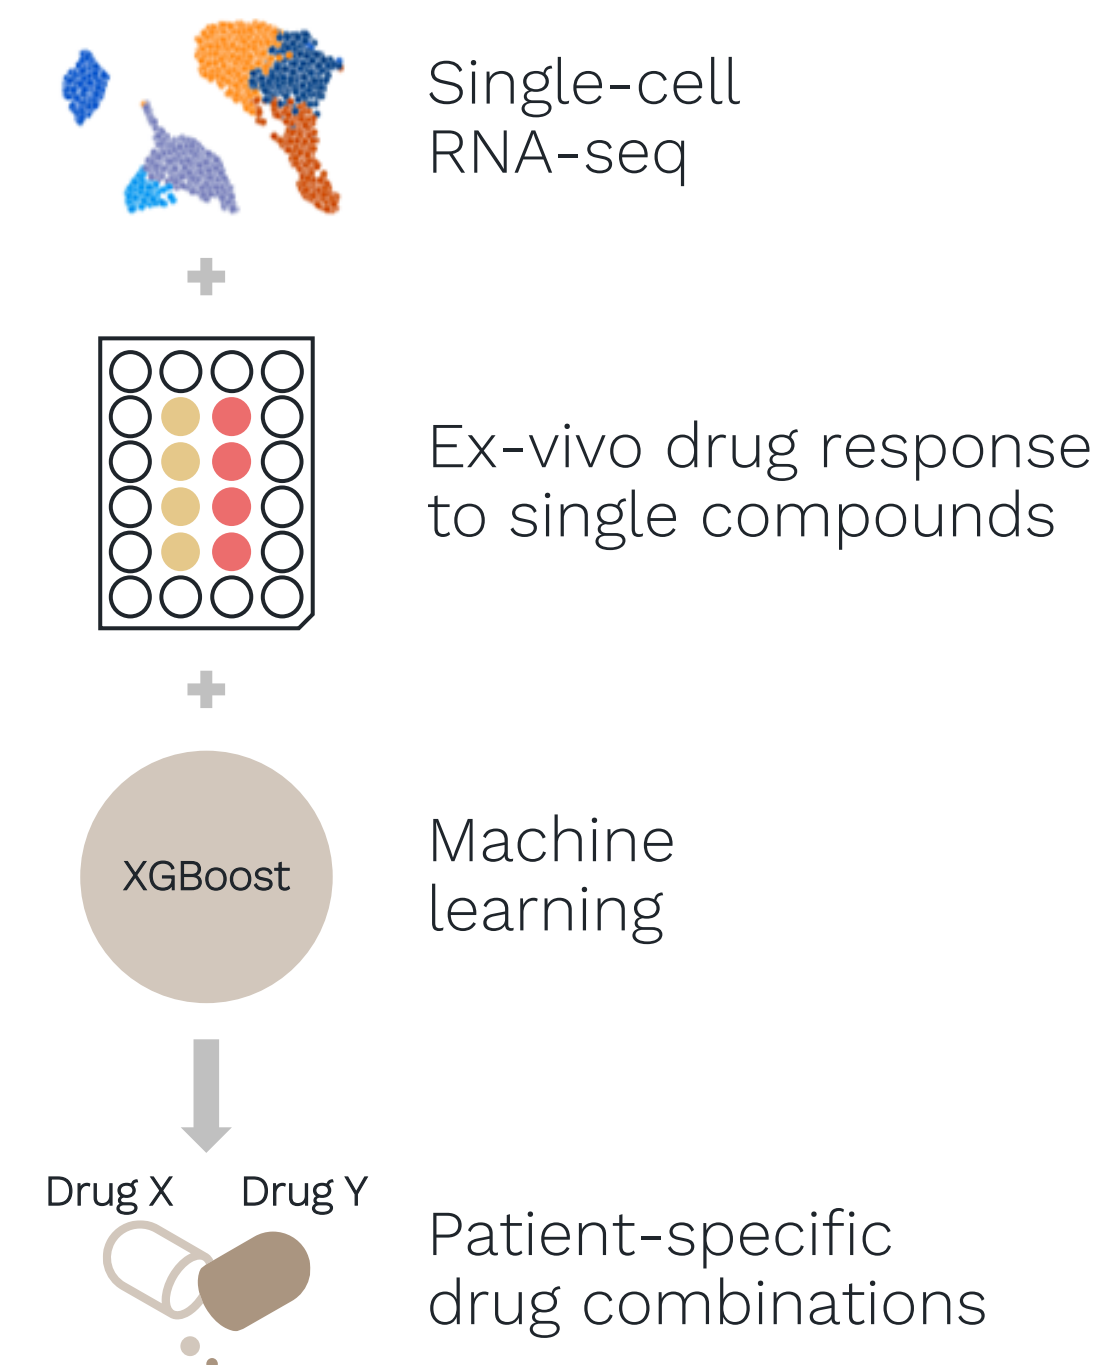 Single-cell
RNA-seq
Ex-vivo drug response
to single compounds
XGBoost
Machine
learning
Drug X
Drug Y
Patient-specific
drug combinations